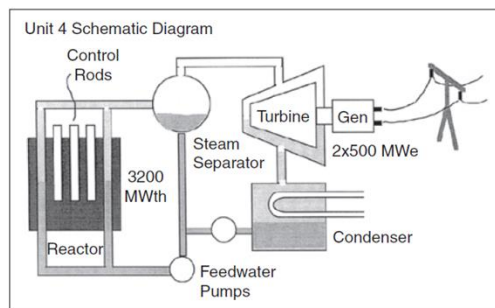 Unit 4 Schematic Diagram
Control
Rods
Turbine
Gen
Steam
Separator
2x500 MWe
3200
MWth
Reactor
Condenser
Feedwater
Pumps